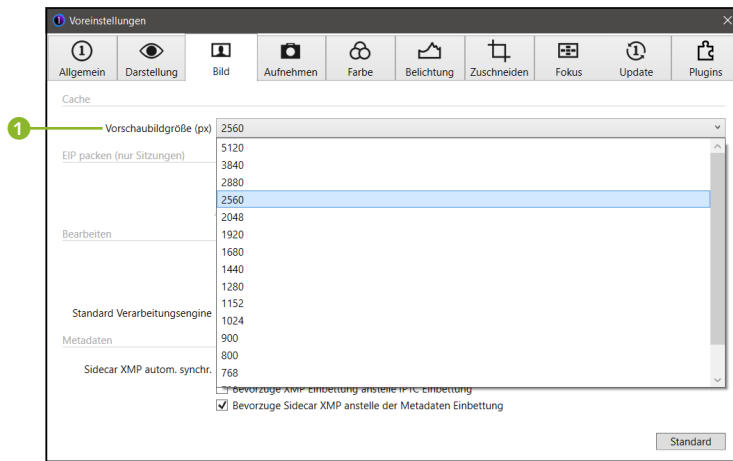 Voreinstellungen
Allgemein Darstellung Bild Aufnehmen Farbe Belichtung Zuschneiden Fokus Update Plugins
Cache
1 Vorschaubildgröße (px) 2560
5120
EIP packen (nur Sitzungen)
3840
2880
2560
2048
Bearbeiten
1920
1680
1440
1280
1152
Standard Verarbeitungsengine
1024
900
Metadaten
800
Sidecar XMP autom. synchr.
768
Bevorzuge XMP Einbettung anstelle IPTC Einbettung
Bevorzuge Sidecar XMP anstelle der Metadaten Einbettung
Standard